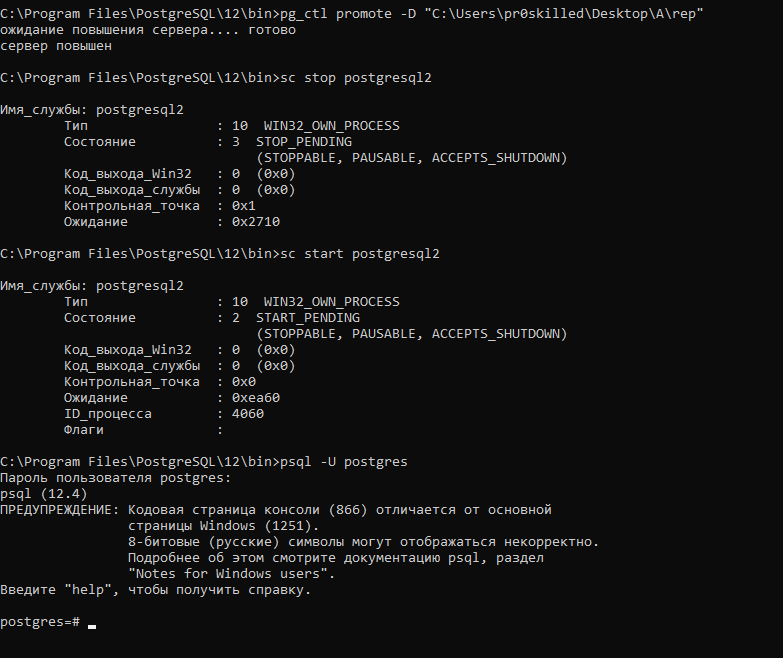 C:\Program Files\PostgreSQL\12\bin>pg_ctl promote -D "C:\Users\pr0skilled\Desktop\A\rep"
ожидание повышения сервера.... готово
сервер повышен
C:\Program Files\PostgreSQL\12\bin>sc stop postgresql2
Имя_службы: postgresql2
Тип : 10 WIN32_OWN_PROCESS
Состояние : 3 STOP_PENDING
(STOPPABLE, PAUSABLE, ACCEPTS_SHUTDOWN)
Код_выхода_Win32 : 0 (0x0)
Код_выхода_службы : 0 (0x0)
Контрольная_точка : 0x1
Ожидание : 0x2710
C:\Program Files\PostgreSQL\12\bin>sc start postgresql2
Имя_службы: postgresql2
Тип : 10 WIN32_OWN_PROCESS
Состояние : 2 START_PENDING
(STOPPABLE, PAUSABLE, ACCEPTS_SHUTDOWN)
Код_выхода_Win32 : 0 (0x0)
Код_выхода_службы : 0 (0x0)
Контрольная_точка : 0x0
Ожидание : 0xea60
ID_процесса : 4060
Флаги :
C:\Program Files\PostgreSQL\12\bin>psql -U postgres
Пароль пользователя postgres:
psql (12.4)
ПРЕДУПРЕЖДЕНИЕ: Кодовая страница консоли (866) отличается от основной
страницы Windows (1251).
8-битовые (русские) символы могут отображаться некорректно.
Подробнее об этом смотрите документацию psql, раздел
"Notes for Windows users".
Введите "help", чтобы получить справку.
postgres=# _